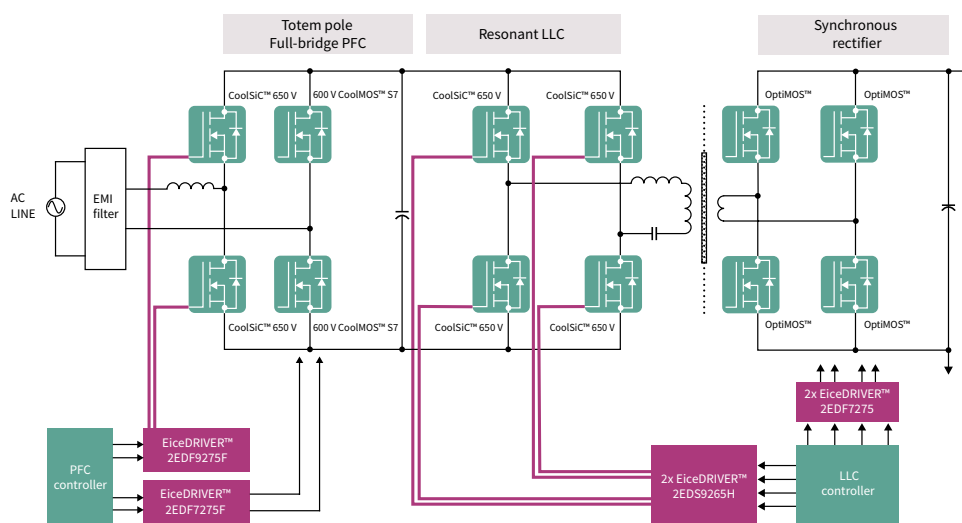 Totem pole
Full-bridge PFC
Resonant LLC
Synchronous
rectifier
CoolSiC™ 650 V
600 V CoolMOS™ S7
CoolSiC™ 650 V
CoolSiC™ 650 V
OptiMOS™
OptiMOS™
AC
LINE
EMI
filter
CoolSiC™ 650 V
600 V CoolMOS™ S7
CoolSiC™ 650 V
CoolSiC™ 650 V
OptiMOS™
OptiMOS™
2x EiceDRIVER™
2EDF7275
PFC
controller
EiceDRIVER™
2EDF9275F
EiceDRIVER™
2EDF7275F
2x EiceDRIVER™
2EDS9265H
LLC
controller